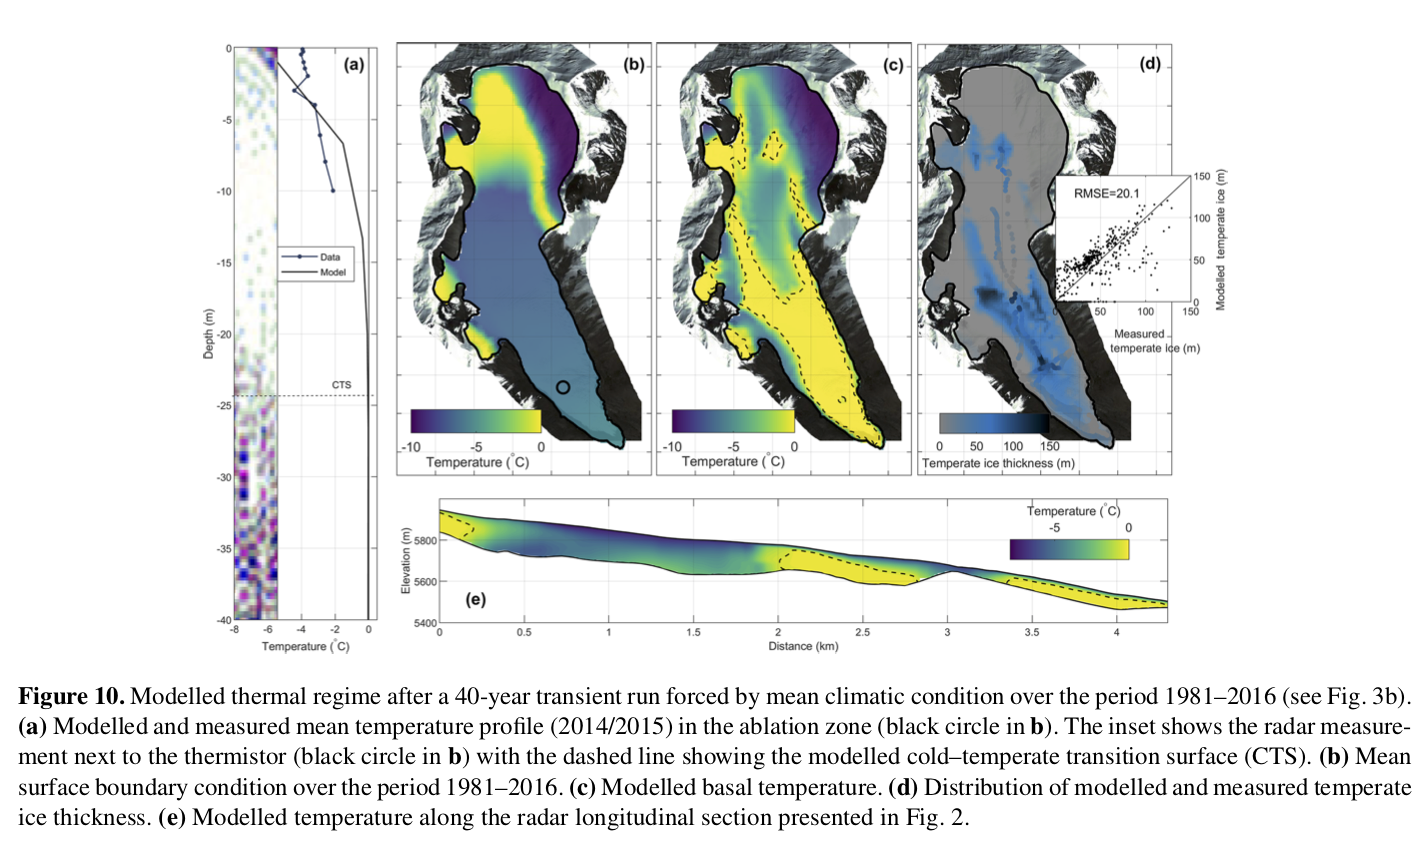 (a)
(b)
(c)
(d)
0
-5
-10
-15
-20
-25
-30
-35
-40
Depth (m)
Data
Model
CTS
-8 -6 -4 -2 0
Temperature (°C)
-10 -5 0
Temperature (°C)
-10 -5 0
Temperature (°C)
RMSE=20.1
150
100
50
0
Modelled temperate ice (m)
50 100 150
Measured
temperate ice (m)
0 50 100 150
Temperate ice thickness (m)
Temperature (°C)
-5 0
Elevation (m)
5800
5600
5400
(e)
0 0.5 1 1.5 2 2.5 3 3.5 4
Distance (km)
Figure 10. Modelled thermal regime after a 40-year transient run forced by mean climatic condition over the period 1981–2016 (see Fig. 3b).
(a) Modelled and measured mean temperature profile (2014/2015) in the ablation zone (black circle in b). The inset shows the radar measure-
ment next to the thermistor (black circle in b) with the dashed line showing the modelled cold–temperate transition surface (CTS). (b) Mean
surface boundary condition over the period 1981–2016. (c) Modelled basal temperature. (d) Distribution of modelled and measured temperate
ice thickness. (e) Modelled temperature along the radar longitudinal section presented in Fig. 2.